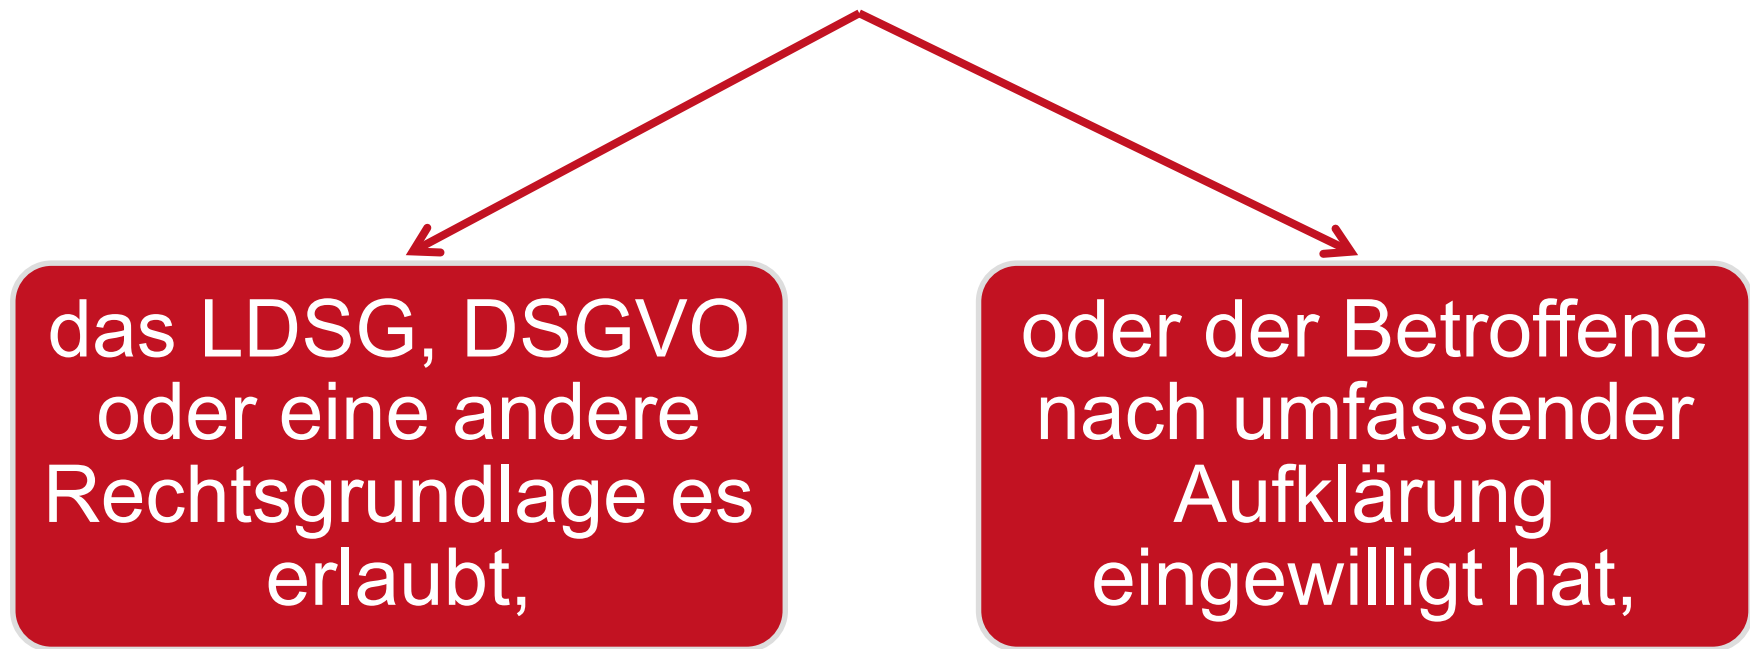 das LDSG, DSGVO
oder eine andere
Rechtsgrundlage es
erlaubt,
oder der Betroffene
nach umfassender
Aufklärung
eingewilligt hat,